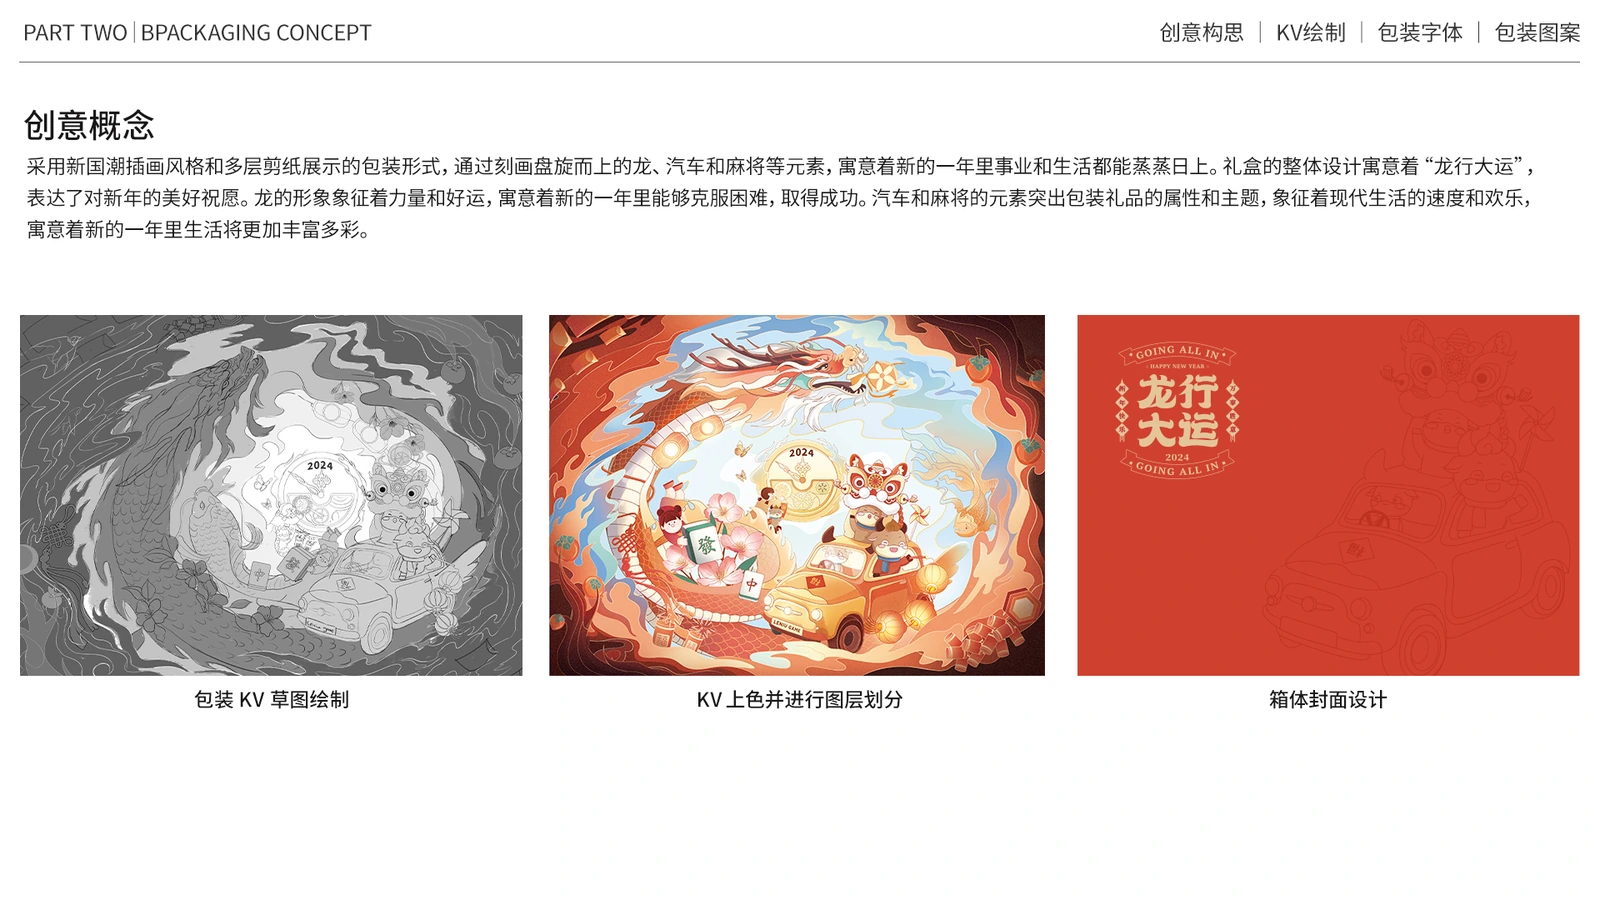 PART TWO | BPACKAGING CONCEPT
创意构思 | KV绘制 | 包装字体 | 包装图案
创意概念
采用新国潮插画风格和多层剪纸展示的包装形式，通过刻画盘旋而上的龙、汽车和麻将等元素，寓意着新的一年里事业和生活都能蒸蒸日上。礼盒的整体设计寓意着“龙行大运”，
表达了对新年的美好祝愿。龙的形象象征着力量和好运，寓意着新的一年里能够克服困难，取得成功。汽车和麻将的元素突出包装礼品的属性和主题，象征着现代生活的速度和欢乐，
寓意着新的一年里生活将更加丰富多彩。
2024
中
包装 KV 草图绘制
2024
發
中
LENIU GAME
KV 上色并进行图层划分
GOING ALL IN
HAPPY NEW YEAR
龙行
大运
2024
GOING ALL IN
箱体封面设计